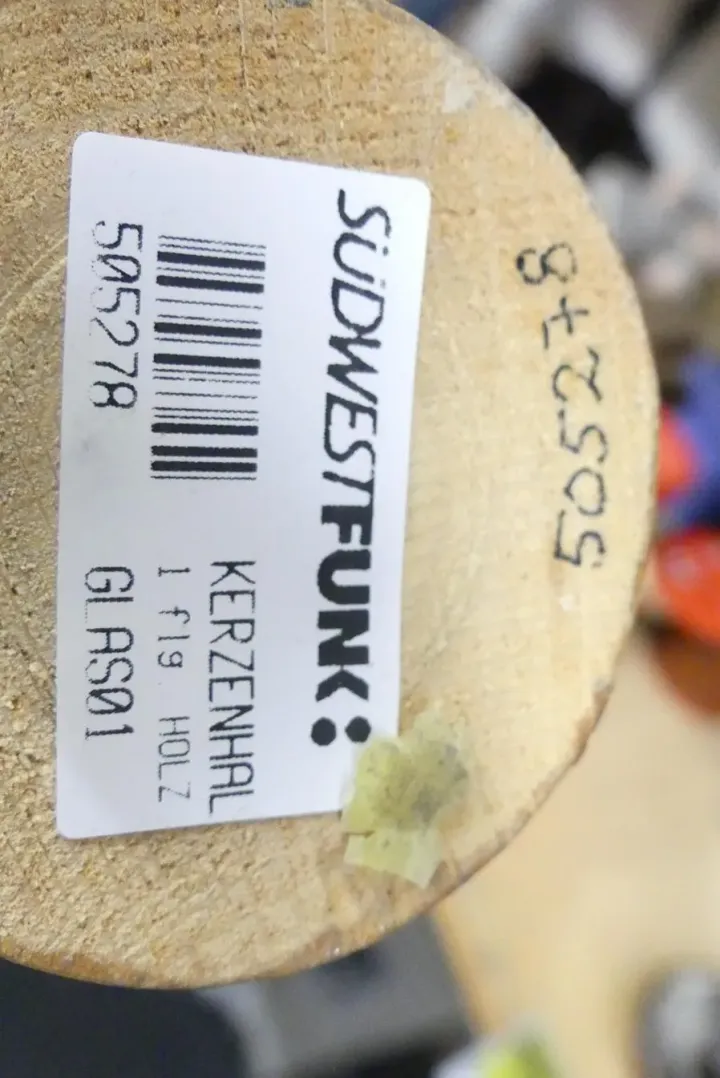 505278
SÜDWESTFUNK:
505278
KERZENHAL
1 flg. HOLZ
GLAS01